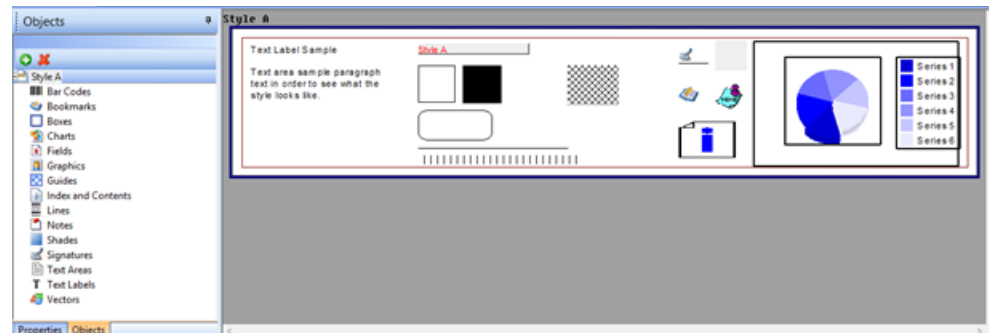 Objects
Style A
Bar Codes
Bookmarks
Boxes
Charts
Fields
Graphics
Guides
Index and Contents
Lines
Notes
Shades
Signatures
Text Areas
T Text Labels
Vectors
Properties Objects
Style A
Text Label Sample
Style A
Text area sample paragraph
text in order to see what the
style looks like.
Series 1
Series 2
Series 3
Series 4
Series 5
Series 6